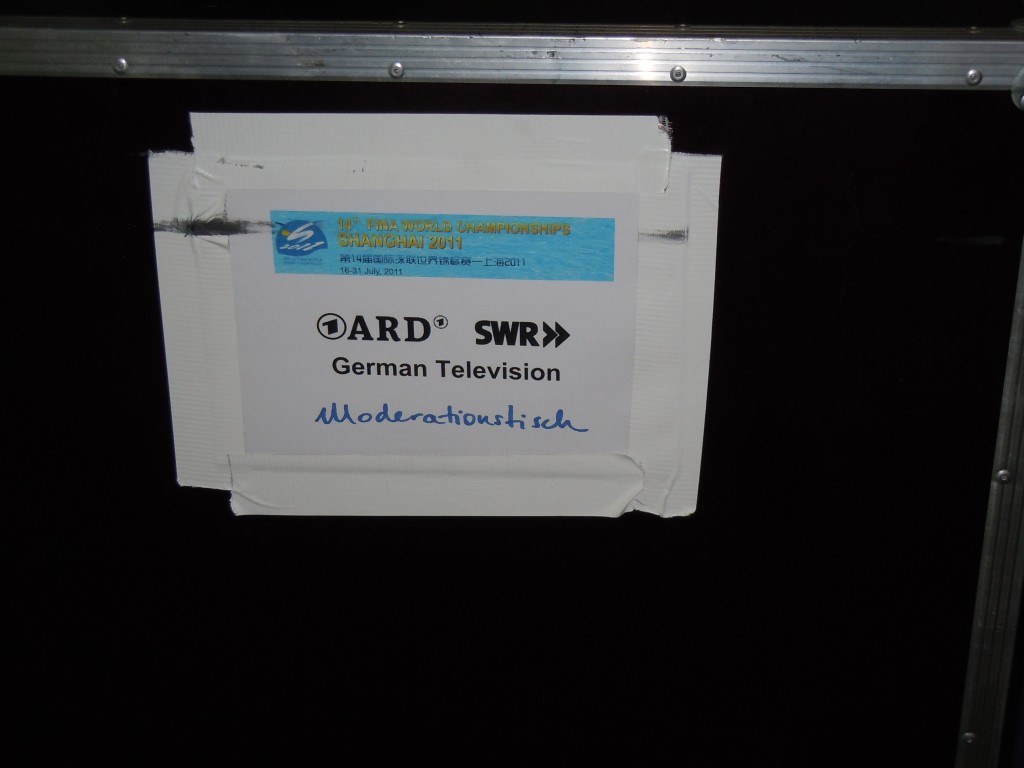 14th FINA WORLD CHAMPIONSHIPS
SHANGHAI 2011
第14届国际泳联世界锦标赛—上海2011
16-31 July, 2011
2011
ARD SWR
German Television
Moderationstisch